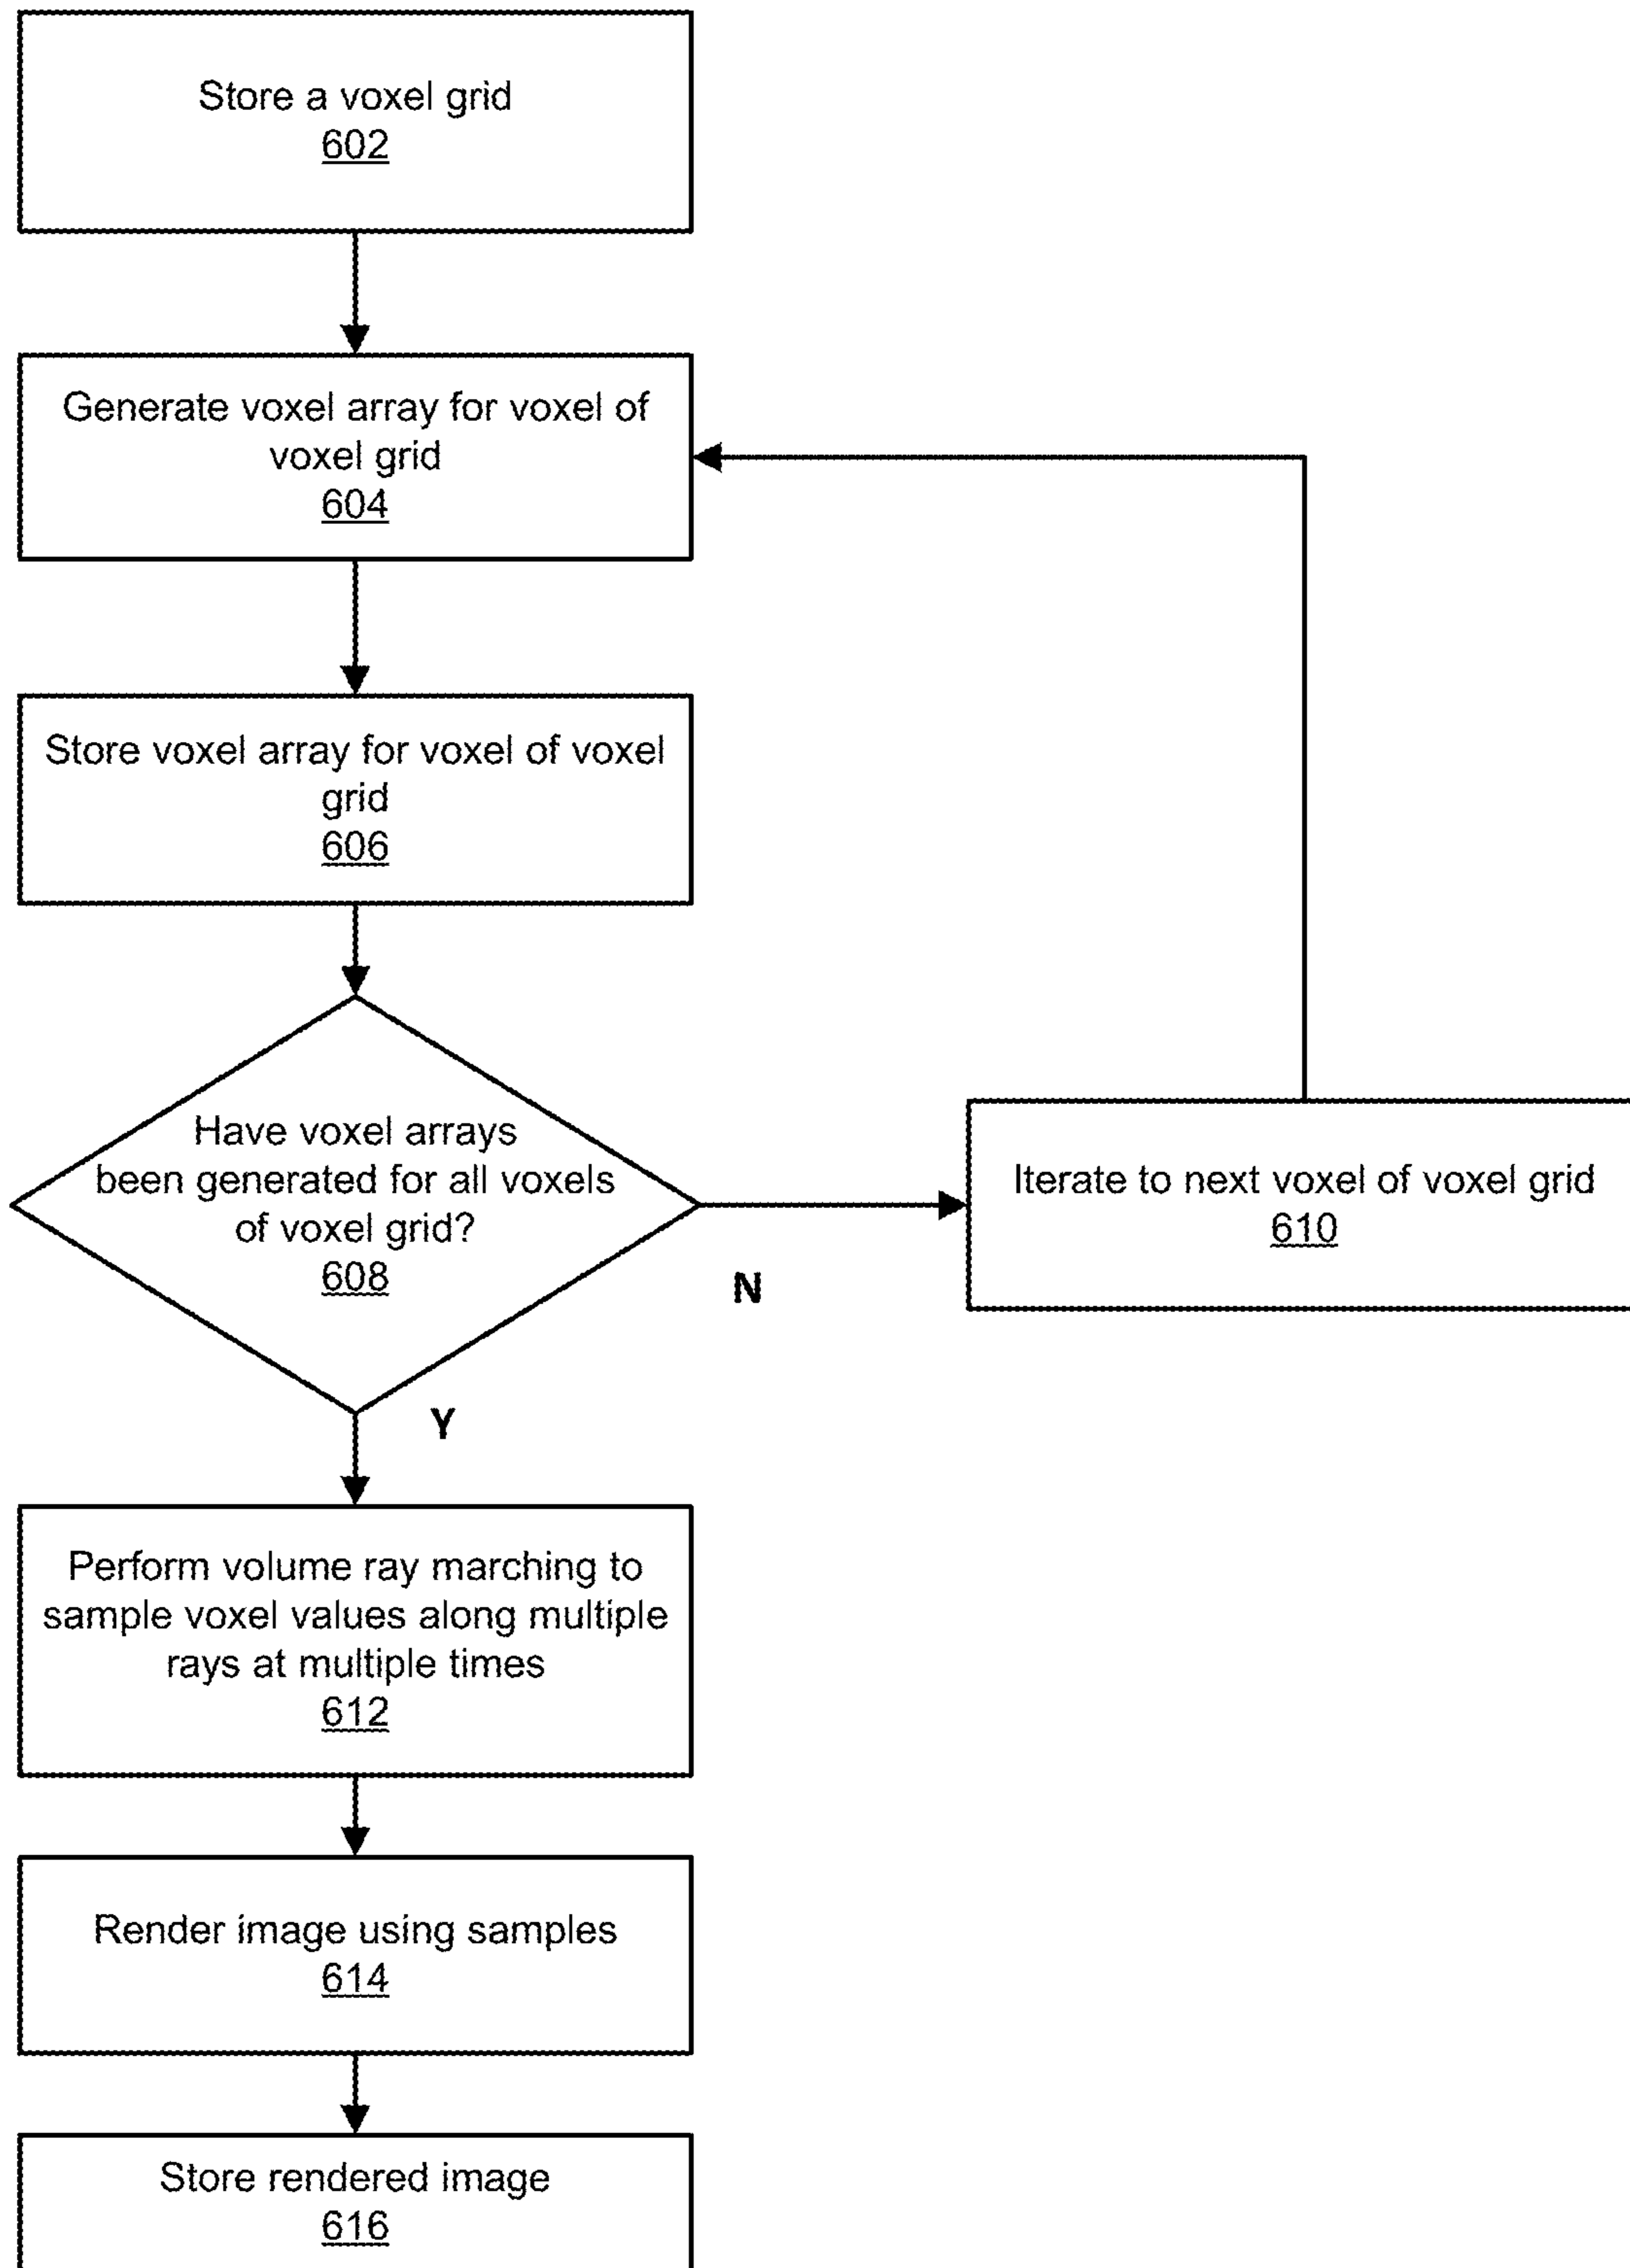 Store a voxel grid
602
Generate voxel array for voxel of
voxel grid
604
Store voxel array for voxel of voxel
grid
606
Have voxel arrays
been generated for all voxels
of voxel grid?
608
N
Iterate to next voxel of voxel grid
610
Y
Perform volume ray marching to
sample voxel values along multiple
rays at multiple times
612
Render image using samples
614
Store rendered image
616